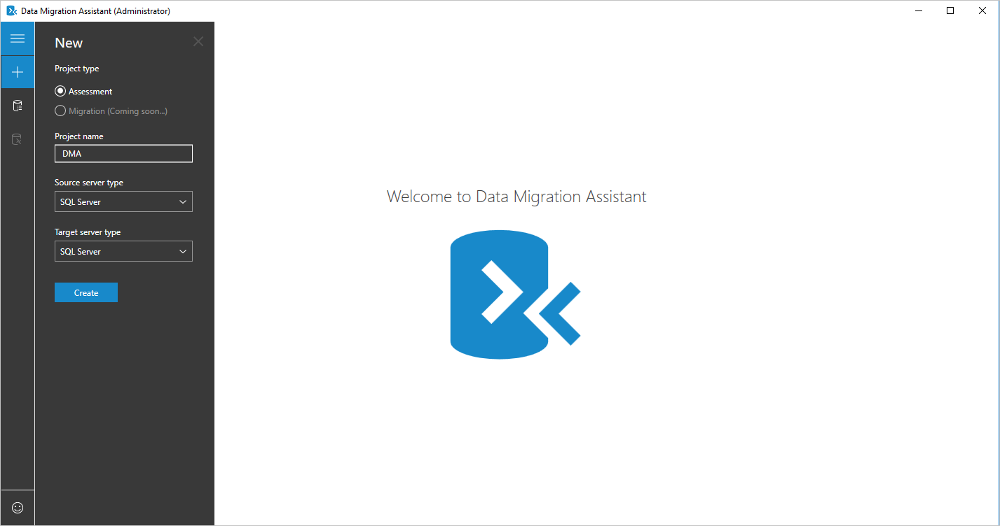 Data Migration Assistant (Administrator)
New
Project type
Assessment
Migration (Coming soon...)
Project name
DMA
Source server type
SQL Server
Target server type
SQL Server
Create
Welcome to Data Migration Assistant